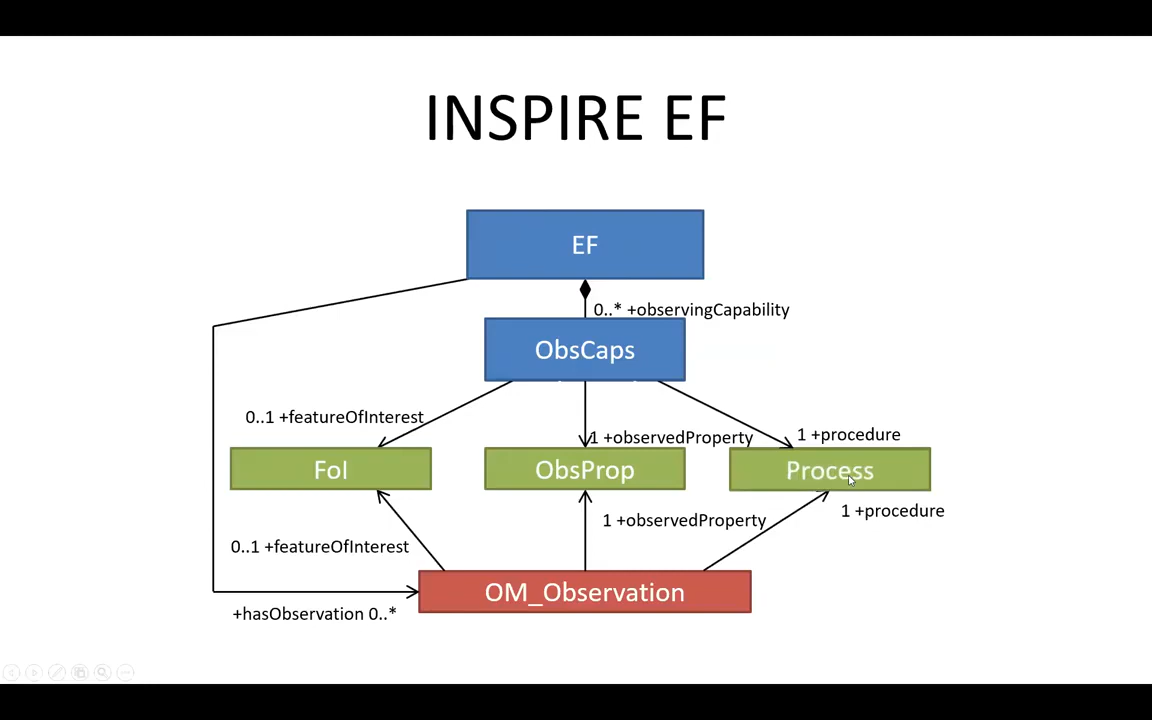 INSPIRE EF
EF
0..* +observingCapability
ObsCaps
0..1 +featureOfInterest
1 +observedProperty
1 +procedure
FoI
ObsProp
Process
1 +procedure
1 +observedProperty
0..1 +featureOfInterest
OM_Observation
+hasObservation 0..*